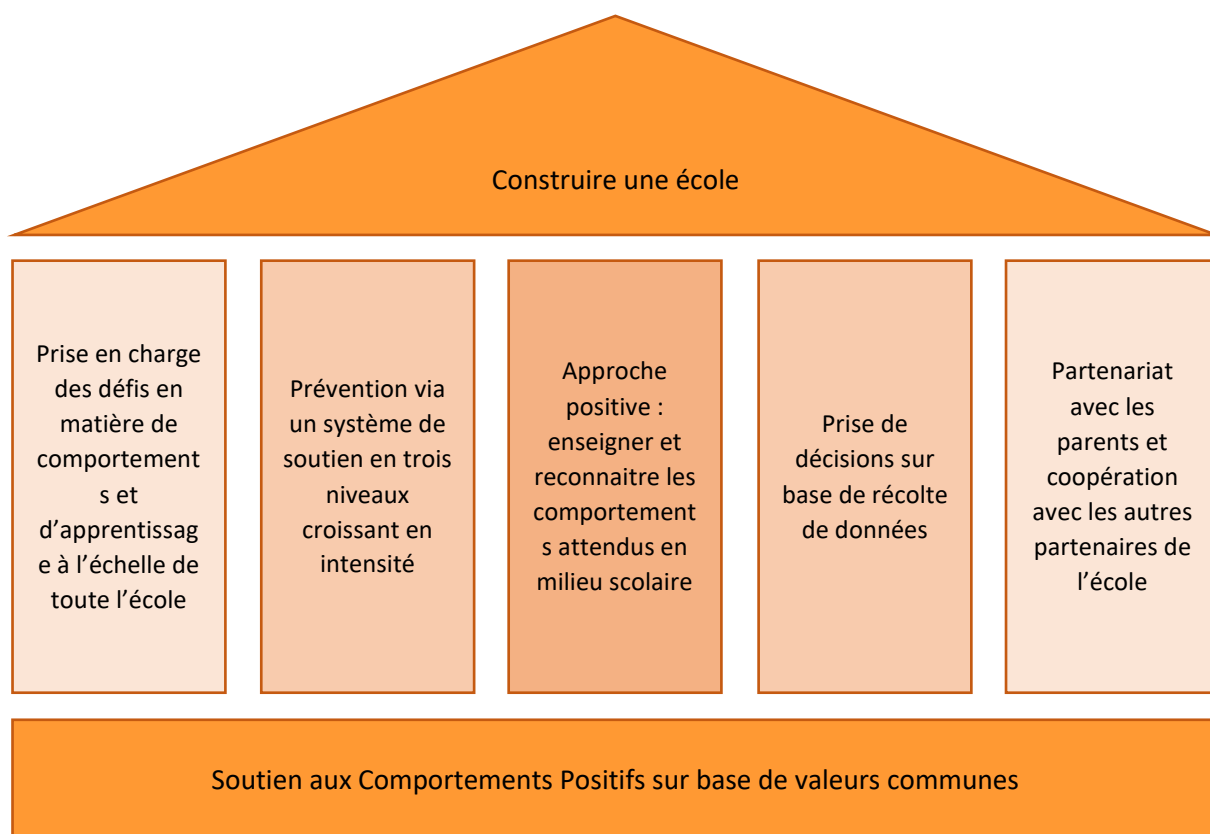 Construire une école
Prise en charge
des défis en
matière de
comportement
s et
d’apprentissag
e à l’échelle de
toute l’école
Prévention via
un système de
soutien en trois
niveaux
croissant en
intensité
Approche
positive :
enseigner et
reconnaitre les
comportement
s attendus en
milieu scolaire
Prise de
décisions sur
base de récolte
de données
Partenariat
avec les
parents et
coopération
avec les autres
partenaires de
l’école
Soutien aux Comportements Positifs sur base de valeurs communes